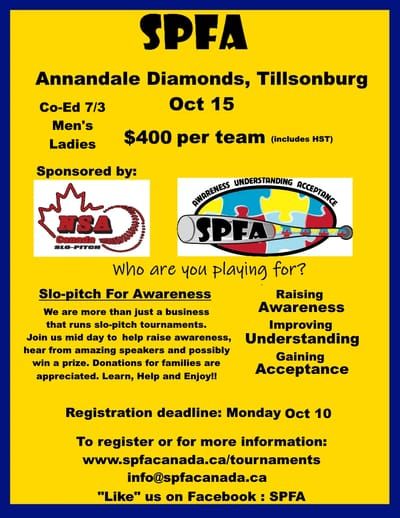 SPFA
Annandale Diamonds, Tillsonburg
Oct 15
Co-Ed 7/3
Men's
Ladies
$400 per team (includes HST)
Sponsored by:
NSA
Canada
SLO-PITCH
AWARENESS UNDERSTANDING ACCEPTANCE
SPFA
Who are you playing for?
Slo-pitch For Awareness
We are more than just a business
that runs slo-pitch tournaments.
Join us mid day to help raise awareness,
hear from amazing speakers and possibly
win a prize. Donations for families are
appreciated. Learn, Help and Enjoy!!
Raising
Awareness
Improving
Understanding
Gaining
Acceptance
Registration deadline: Monday Oct 10
To register or for more information:
www.spfacanada.ca/tournaments
info@spfacanada.ca
"Like" us on Facebook : SPFA